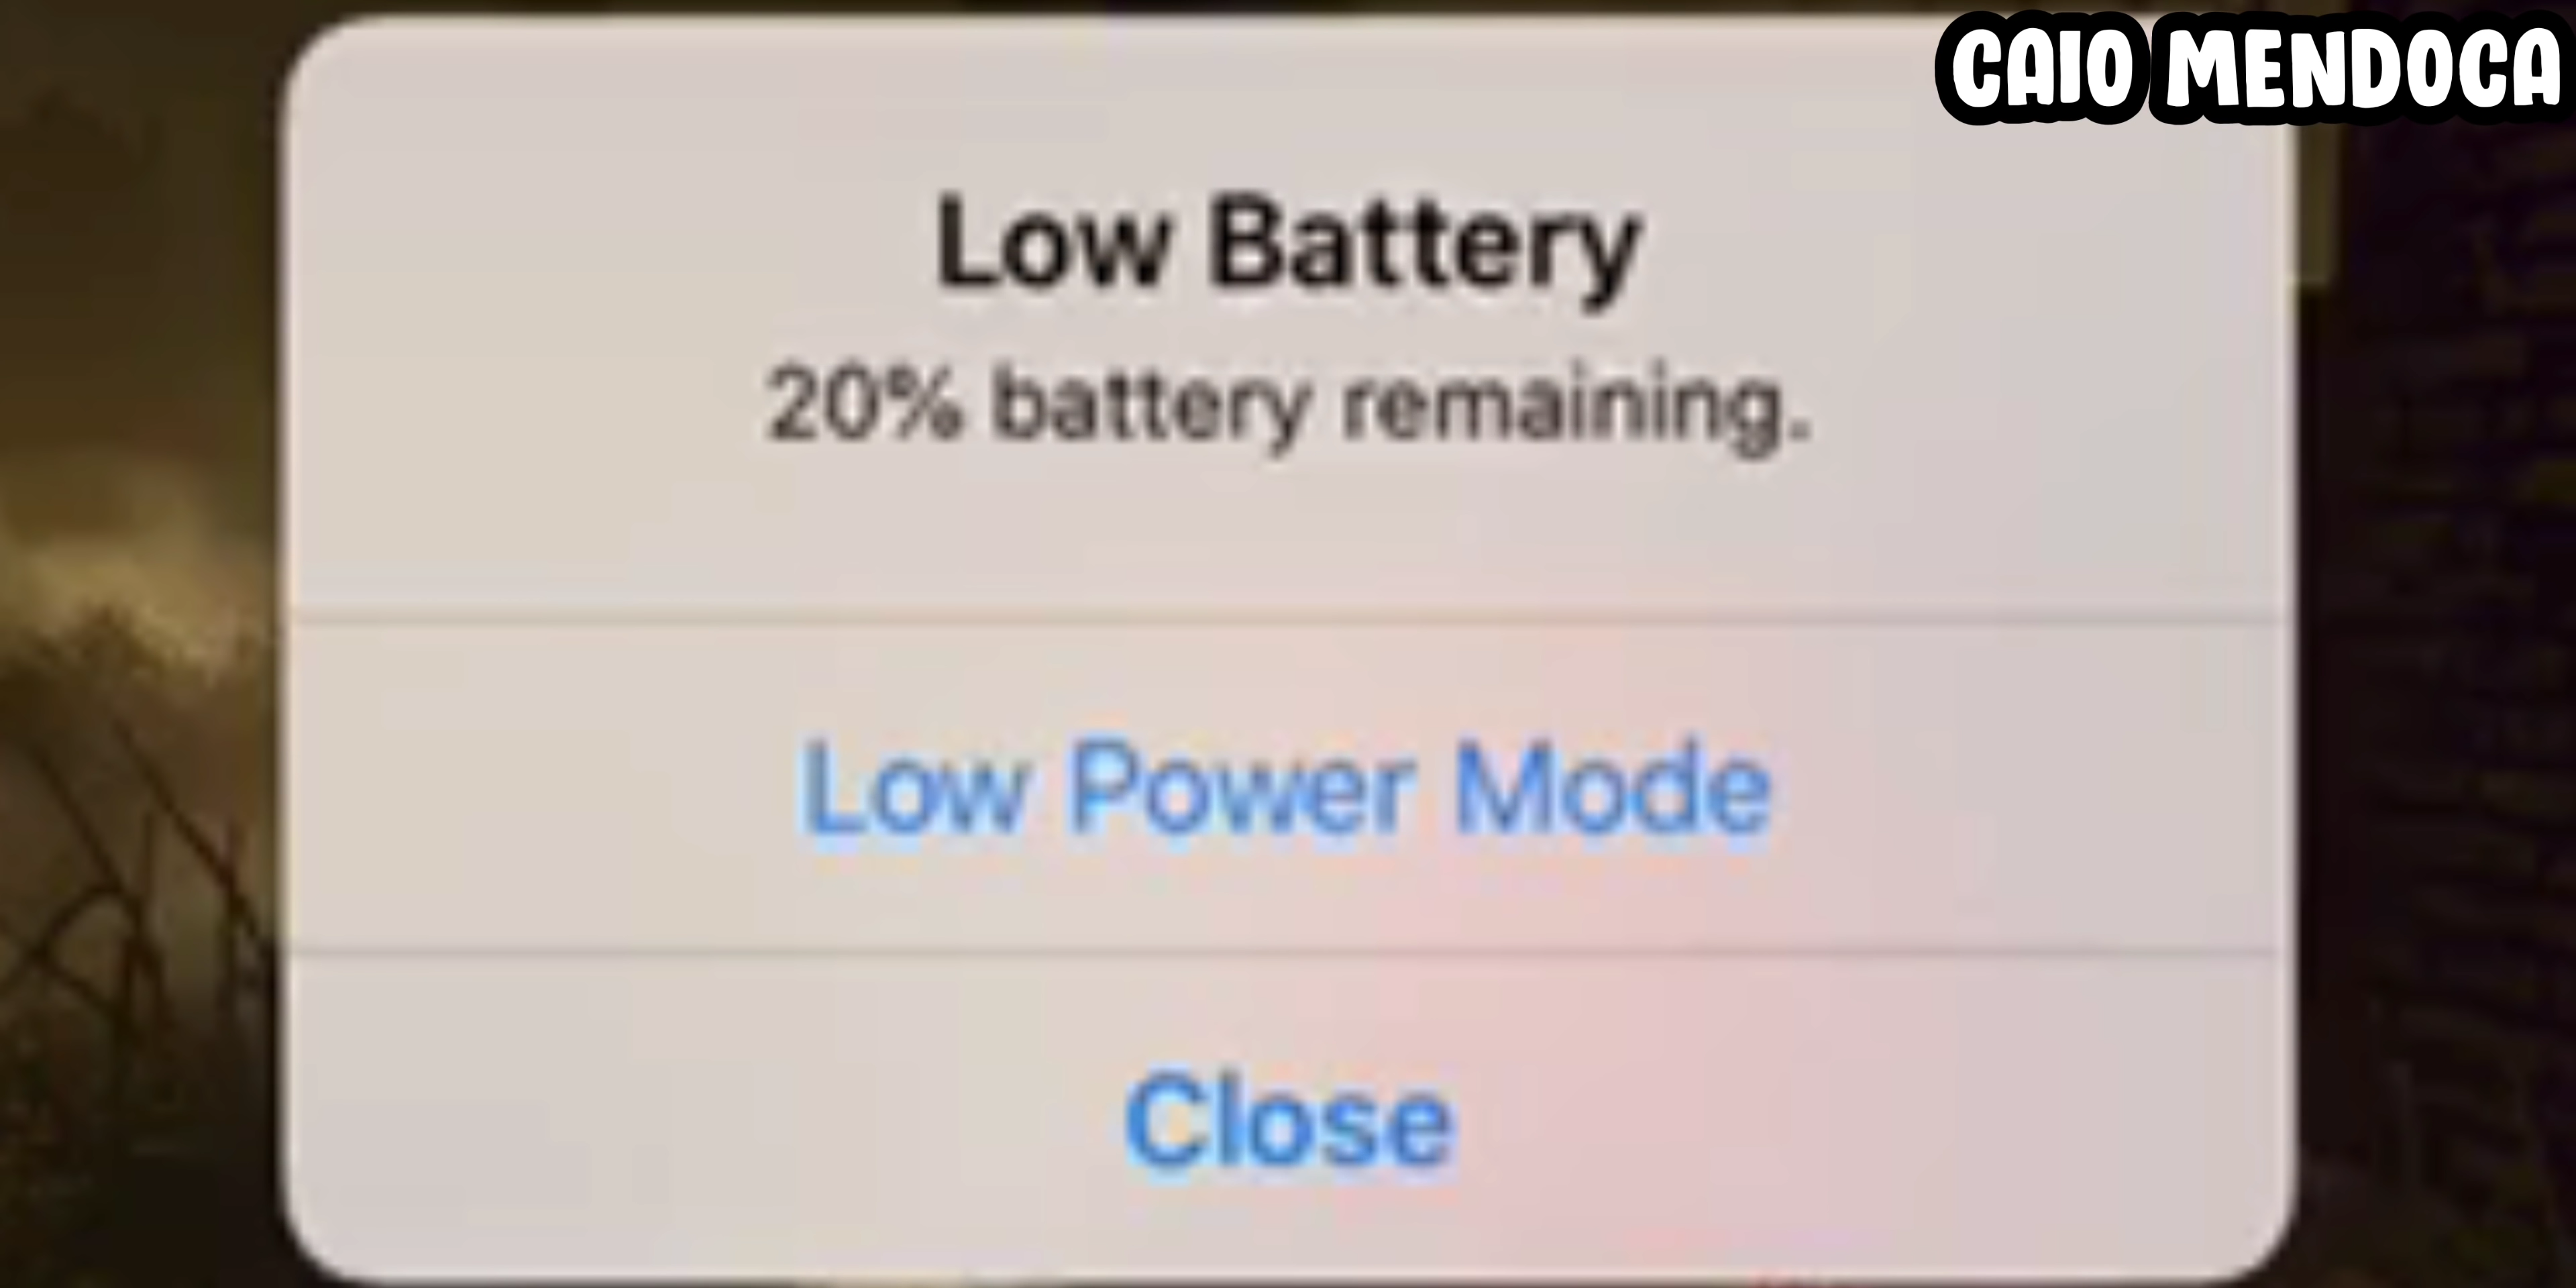 CAIO MENDOCA
Low Battery
20% battery remaining.
Low Power Mode
Close